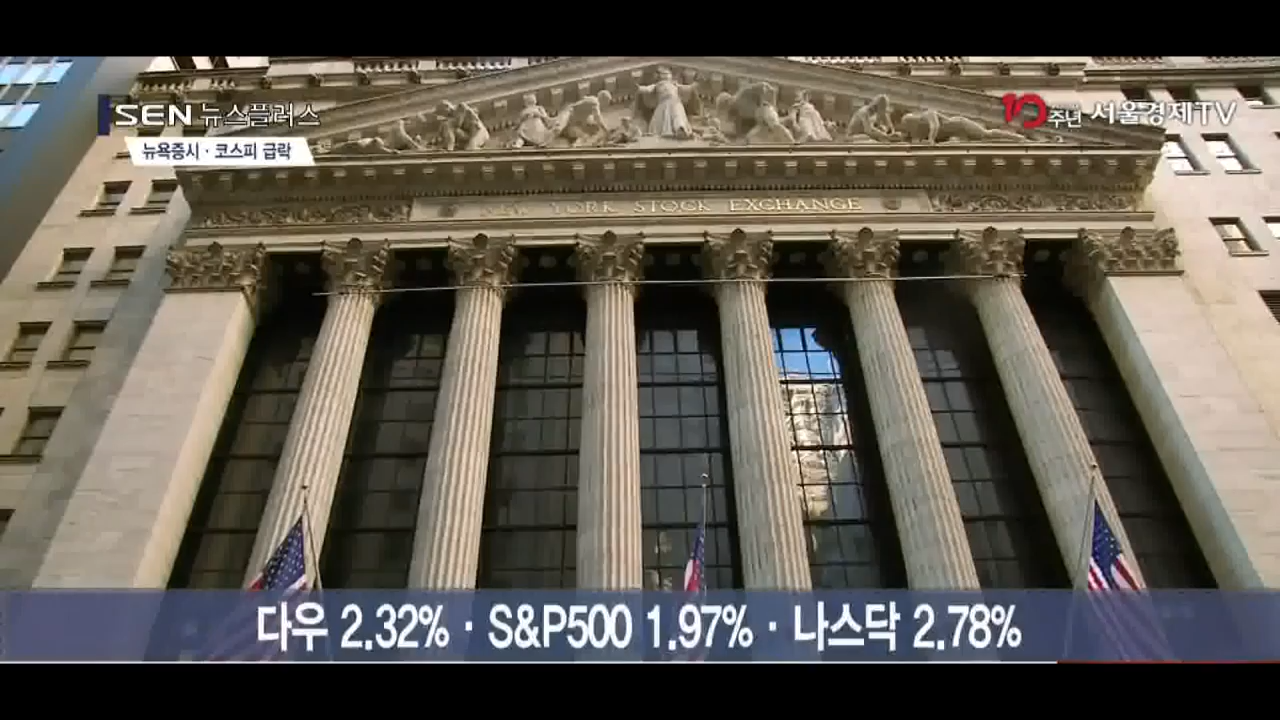 SEN 뉴스플러스
10주년 서울경제TV
뉴욕증시 · 코스피 급락
NEW YORK STOCK EXCHANGE
다우 2.32% · S&P500 1.97% · 나스닥 2.78%